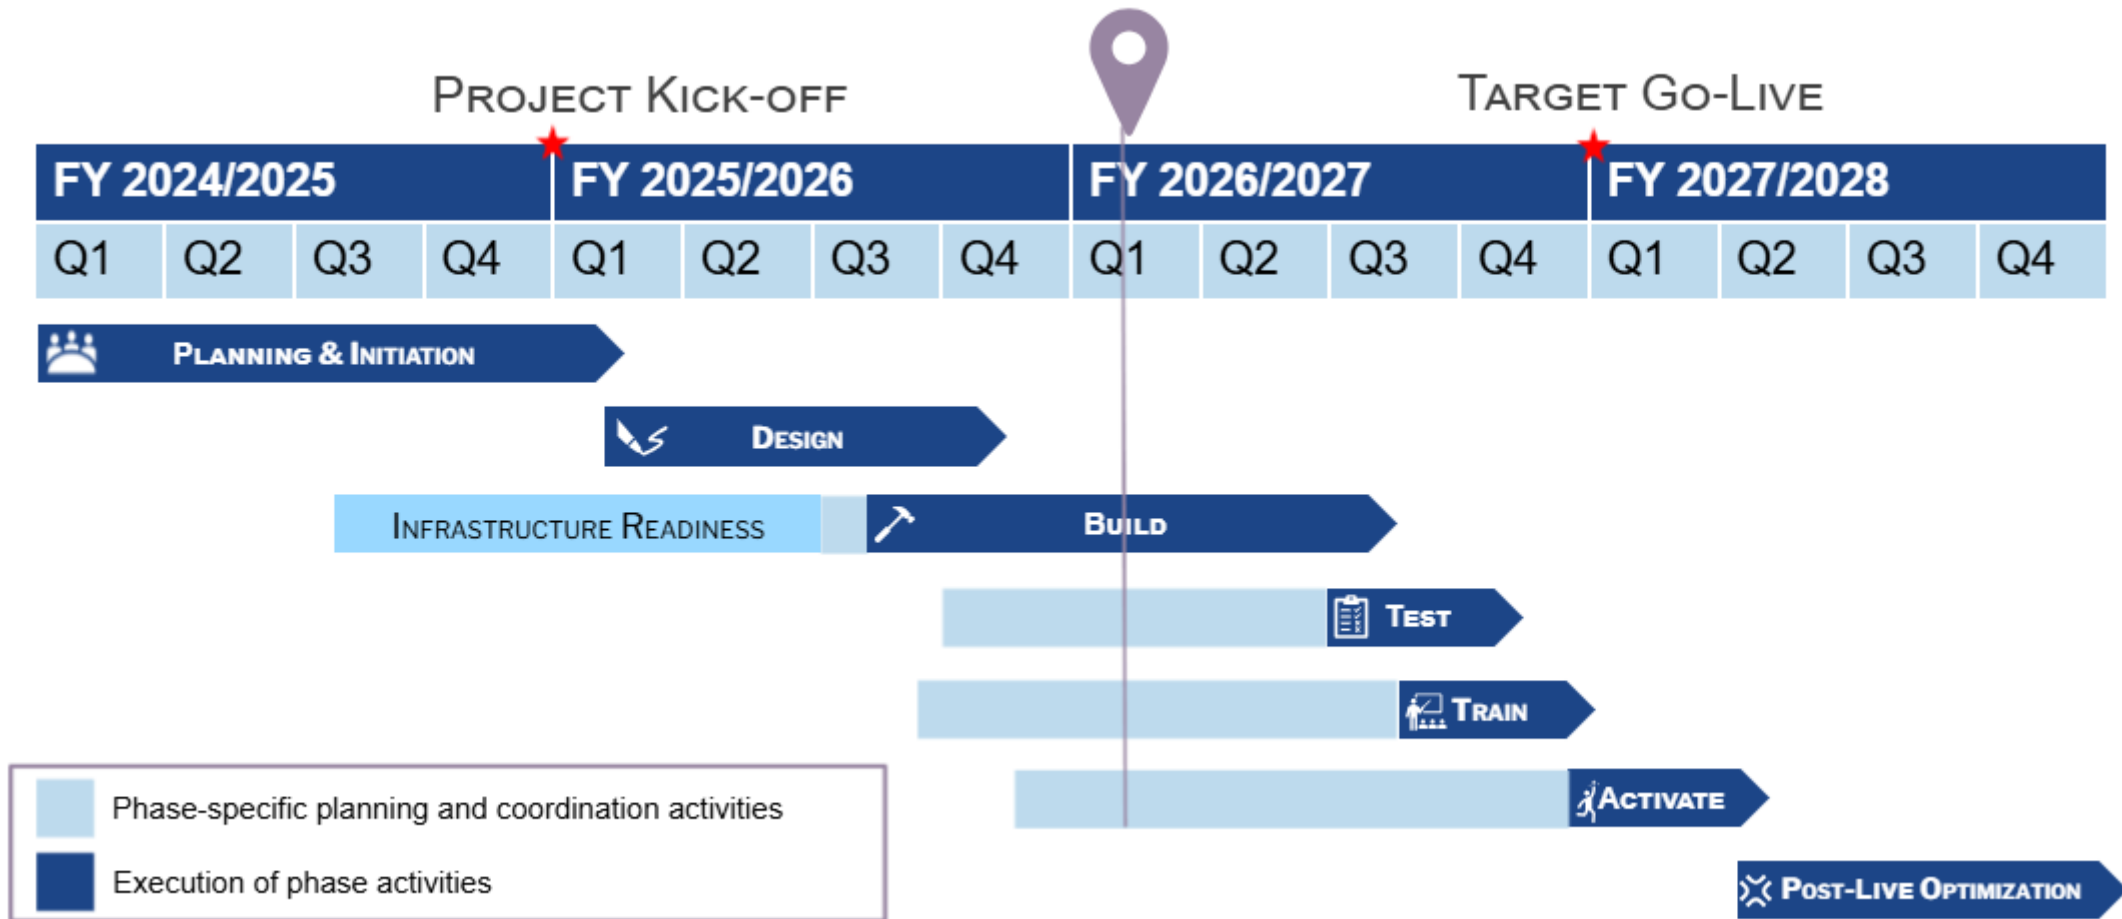 Project Kick-off
Target Go-Live
FY 2024/2025 FY 2025/2026 FY 2026/2027 FY 2027/2028
Q1 Q2 Q3 Q4 Q1 Q2 Q3 Q4 Q1 Q2 Q3 Q4 Q1 Q2 Q3 Q4
Planning & Initiation
Design
Infrastructure Readiness
Build
Test
Train
Activate
Phase-specific planning and coordination activities
Execution of phase activities
Post-Live Optimization